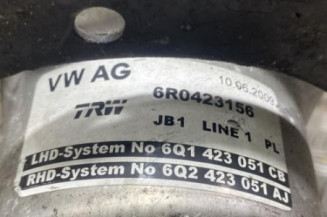 VW AG
10.06.2009
TRW
6R0423156
JB1 LINE 1 PL
LHD-System No 6Q1 423 051 CB
RHD-System No 6Q2 423 051 AJ